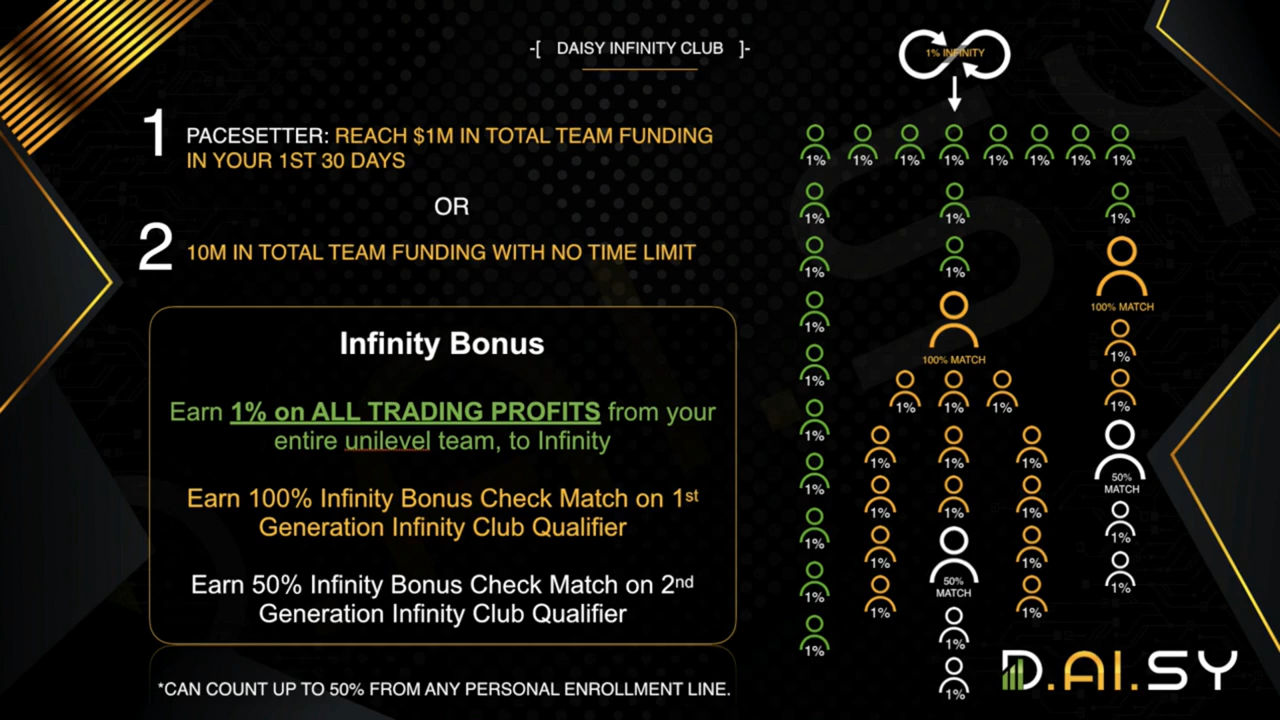 -[ DAISY INFINITY CLUB ]-
1% INFINITY
1 PACESETTER: REACH $1M IN TOTAL TEAM FUNDING
IN YOUR 1ST 30 DAYS
OR
2 10M IN TOTAL TEAM FUNDING WITH NO TIME LIMIT
Infinity Bonus
Earn 1% on ALL TRADING PROFITS from your
entire unilevel team, to Infinity
Earn 100% Infinity Bonus Check Match on 1st
Generation Infinity Club Qualifier
Earn 50% Infinity Bonus Check Match on 2nd
Generation Infinity Club Qualifier
*CAN COUNT UP TO 50% FROM ANY PERSONAL ENROLLMENT LINE.
1% 1% 1% 1% 1% 1% 1% 1%
1% 1% 1%
1% 1%
100% MATCH
1%
100% MATCH
1%
1%
1% 1% 1%
1%
1%
1% 1% 1%
50%
MATCH
1%
1% 1% 1%
1%
1% 1%
1%
50%
MATCH
1%
1%
1% 1%
1%
1%
1%
D.AI.SY